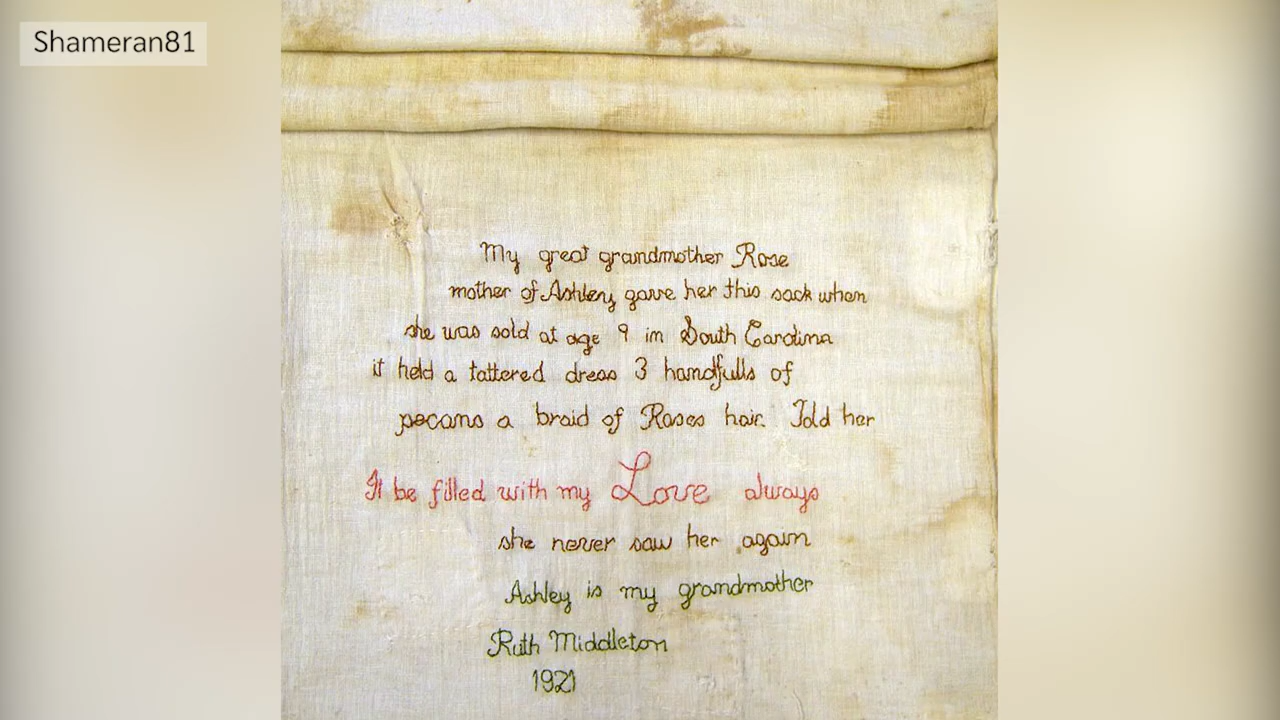 Shameran81
My great grandmother Rose
mother of Ashley gave her this sack when
she was sold at age 9 in South Carolina
it held a tattered dress 3 handfulls of
pecans a braid of Roses hair. Told her
It be filled with my Love always
she never saw her again
Ashley is my grandmother
Ruth Middleton
1921